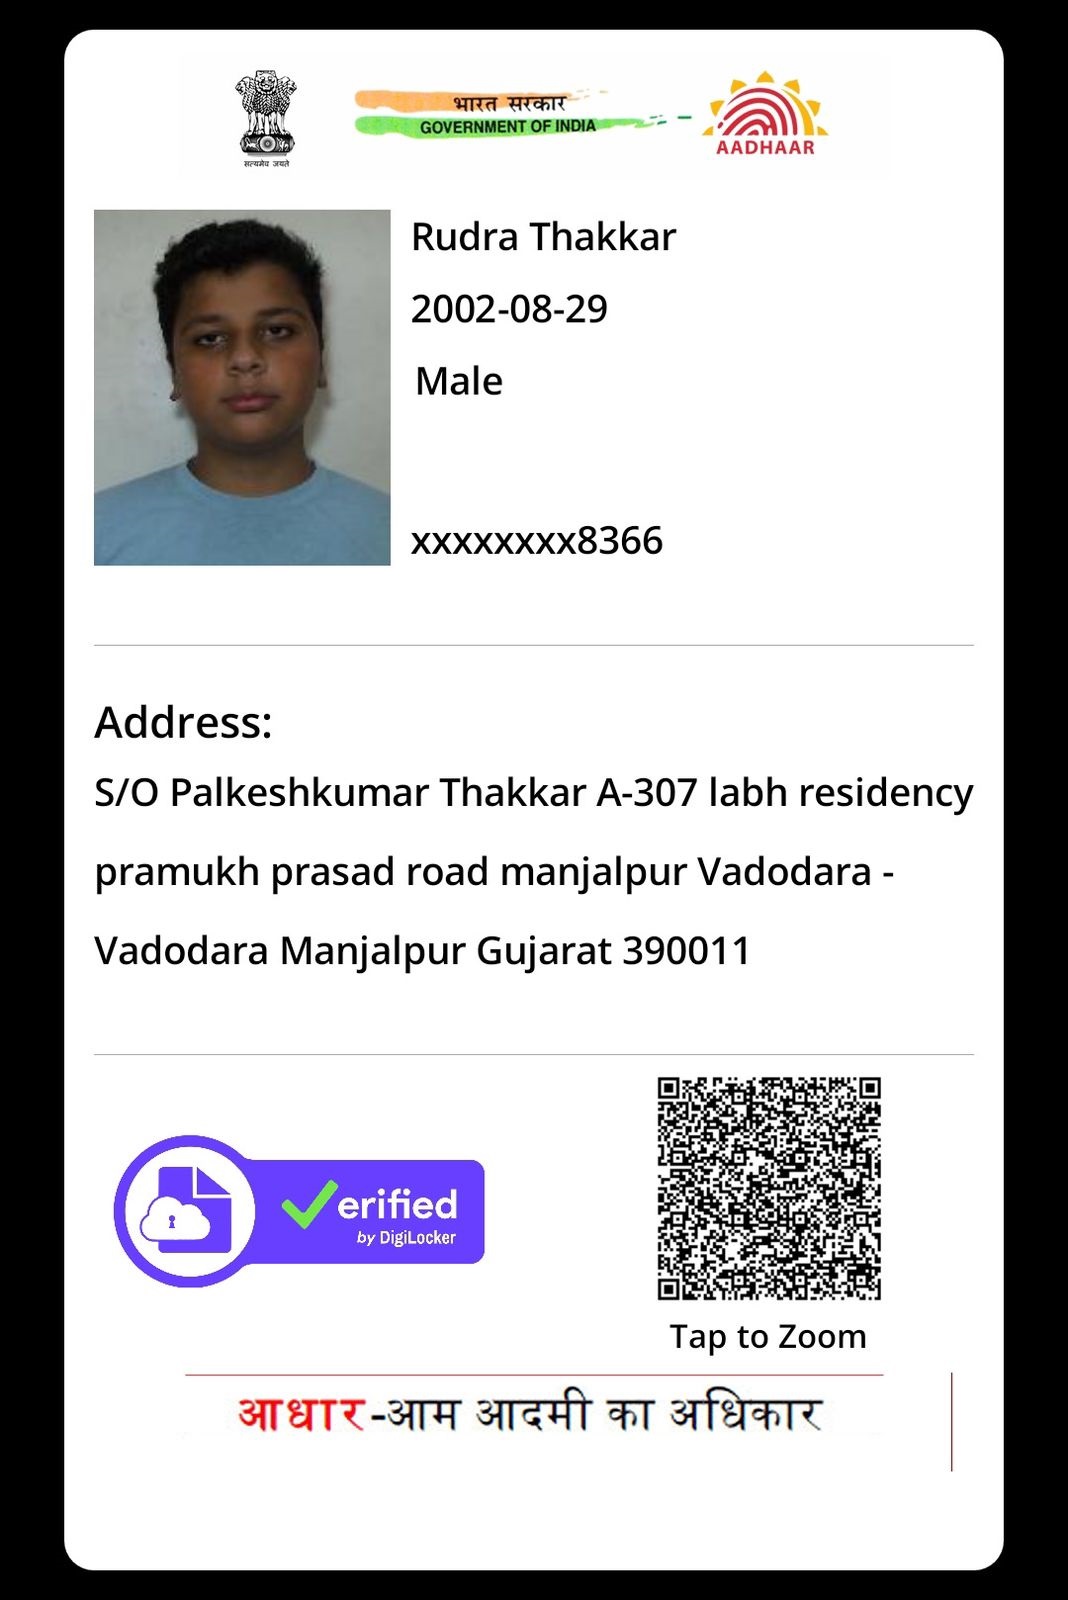 सत्यमेव जयते
भारत सरकार
GOVERNMENT OF INDIA
AADHAAR
Rudra Thakkar
2002-08-29
Male
xxxxxxxx8366
Address:
S/O Palkeshkumar Thakkar A-307 labh residency
pramukh prasad road manjalpur Vadodara -
Vadodara Manjalpur Gujarat 390011
erified
by DigiLocker
Tap to Zoom
आधार-आम आदमी का अधिकार